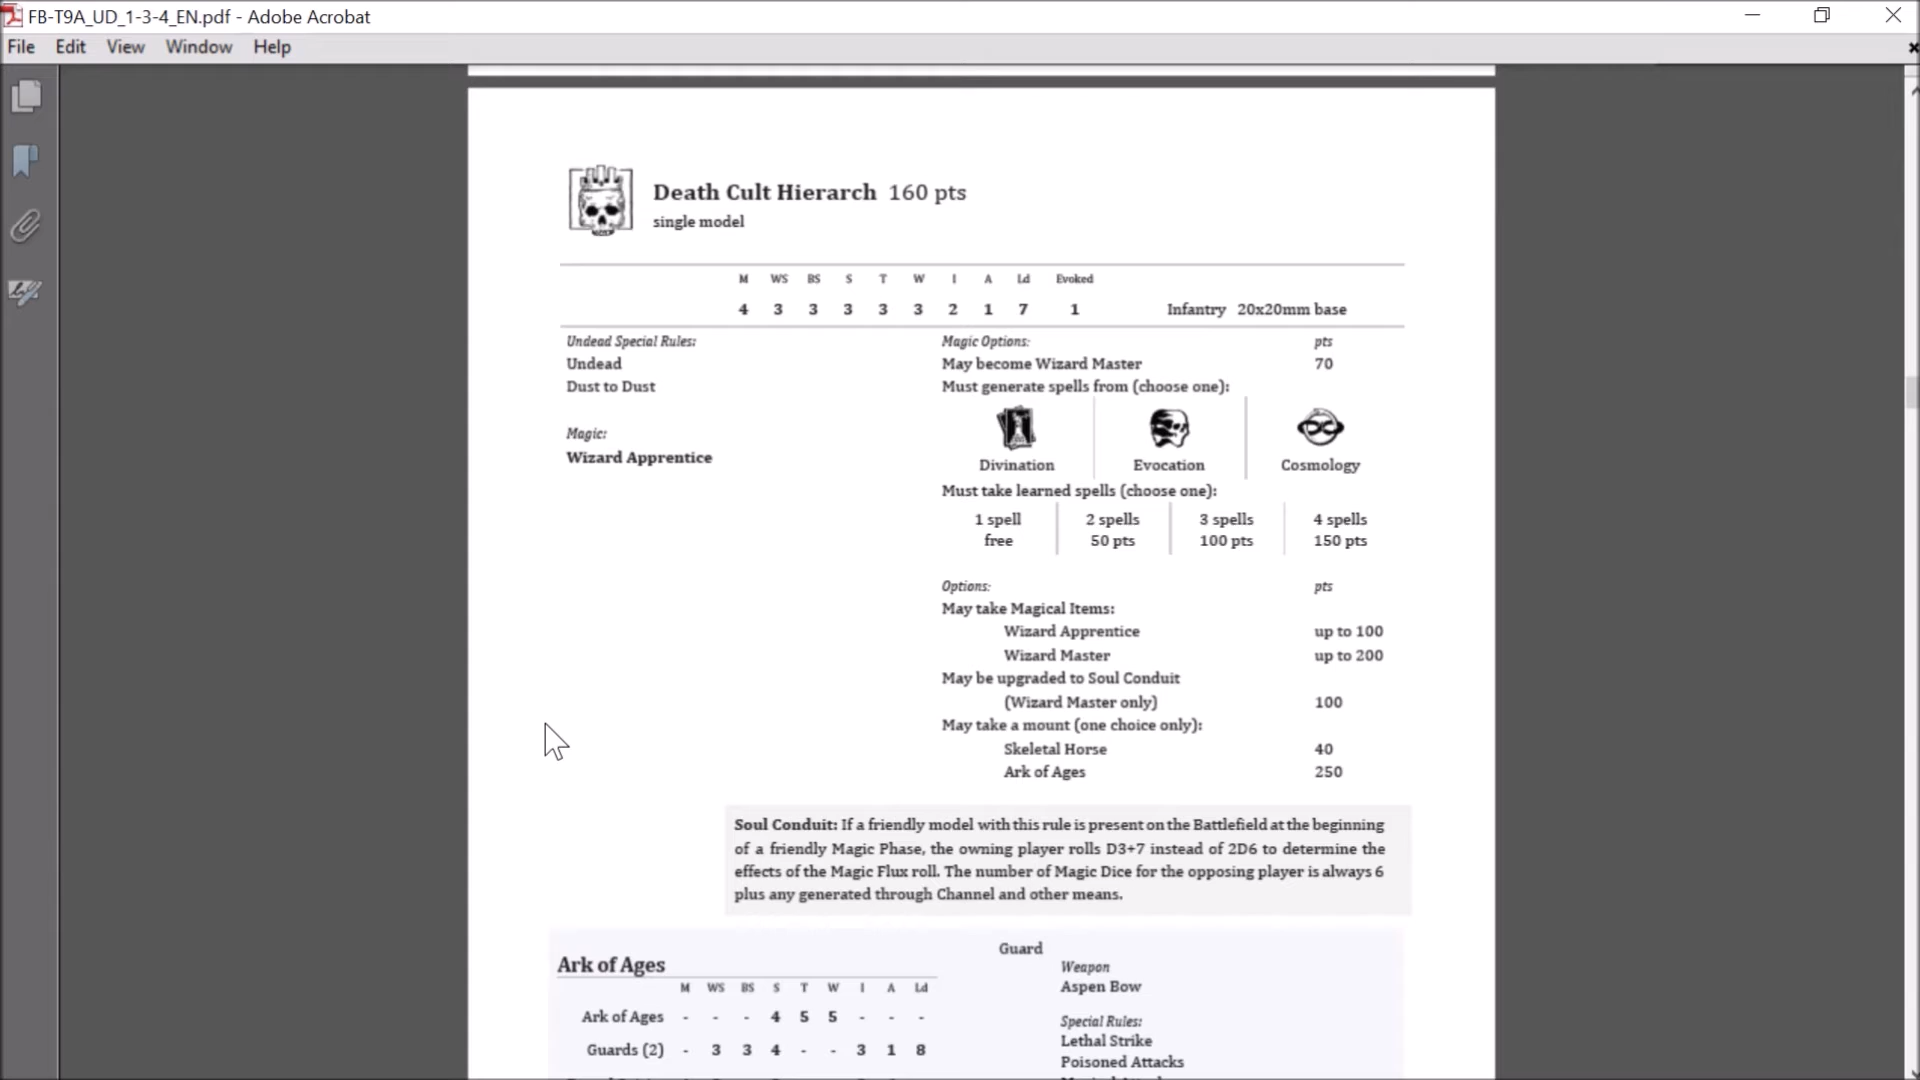 FB-T9A_UD_1-3-4_EN.pdf - Adobe Acrobat
File Edit View Window Help
Death Cult Hierarch 160 pts
single model
M WS BS S T W I A Ld Evoked
4 3 3 3 3 3 2 1 7 1 Infantry 20x20mm base
Undead Special Rules:
Undead
Dust to Dust
Magic:
Wizard Apprentice
Magic Options: pts
May become Wizard Master 70
Must generate spells from (choose one):
Divination Evocation Cosmology
Must take learned spells (choose one):
1 spell 2 spells 3 spells 4 spells
free 50 pts 100 pts 150 pts
Options: pts
May take Magical Items:
Wizard Apprentice up to 100
Wizard Master up to 200
May be upgraded to Soul Conduit
(Wizard Master only) 100
May take a mount (one choice only):
Skeletal Horse 40
Ark of Ages 250
Soul Conduit: If a friendly model with this rule is present on the Battlefield at the beginning
of a friendly Magic Phase, the owning player rolls D3+7 instead of 2D6 to determine the
effects of the Magic Flux roll. The number of Magic Dice for the opposing player is always 6
plus any generated through Channel and other means.
Ark of Ages
M WS BS S T W I A Ld
Ark of Ages - - - 4 5 5 - - -
Guards (2) - 3 3 4 - - 3 1 8
Guard
Weapon
Aspen Bow
Special Rules:
Lethal Strike
Poisoned Attacks